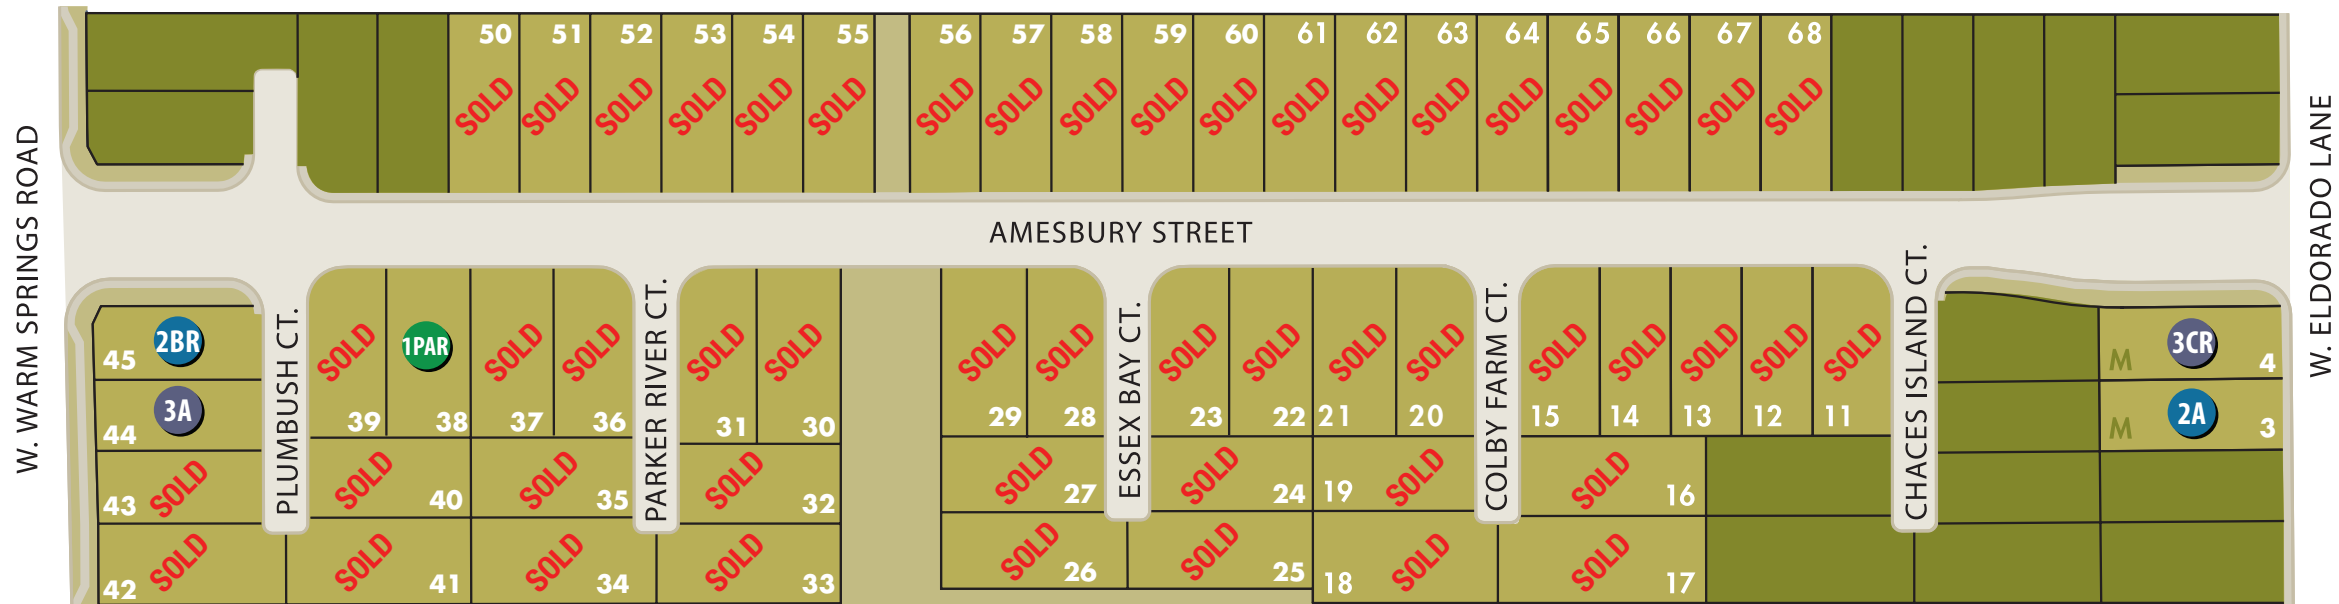 50 51 52 53 54 55 56 57 58 59 60 61 62 63 64 65 66 67 68
SOLD SOLD SOLD SOLD SOLD SOLD SOLD SOLD SOLD SOLD SOLD SOLD SOLD SOLD SOLD SOLD SOLD SOLD SOLD
W. WARM SPRINGS ROAD
W. ELDORADO LANE
AMESBURY STREET
PLUMBUSH CT.
PARKER RIVER CT.
ESSEX BAY CT.
COLBY FARM CT.
CHACES ISLAND CT.
45 2BR SOLD 1PAR SOLD SOLD SOLD SOLD SOLD SOLD SOLD SOLD SOLD SOLD SOLD SOLD SOLD SOLD SOLD M 3CR 4
44 3A 39 38 37 36 31 30 29 28 23 22 21 20 15 14 13 12 11 M 2A 3
43 SOLD SOLD 40 SOLD 35 SOLD 32 SOLD 27 SOLD 24 19 SOLD SOLD 16
42 SOLD SOLD 41 SOLD 34 SOLD 33 SOLD 26 SOLD 25 18 SOLD SOLD 17